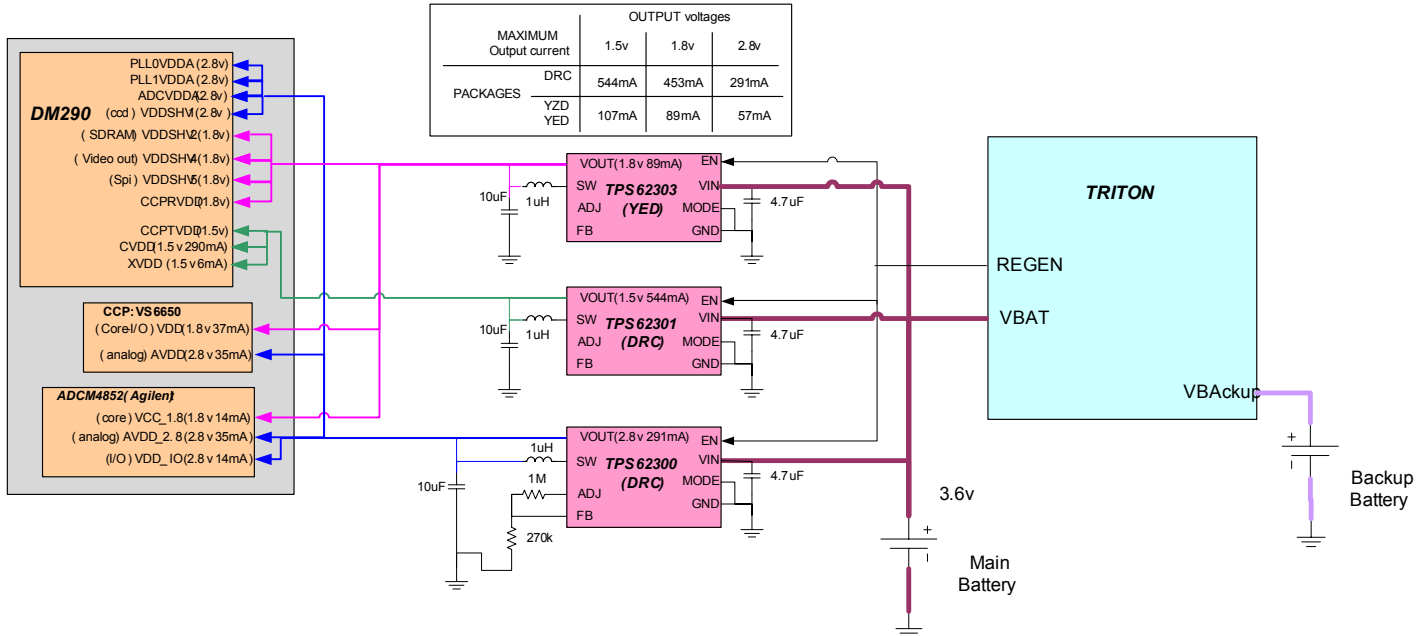 OUTPUT voltages
MAXIMUM
Output current
1.5v
1.8v
2.8v
PACKAGES
DRC
544mA
453mA
291mA
YZD
YED
107mA
89mA
57mA
DM290
PLL0VDDA (2.8v)
PLL1VDDA (2.8v)
ADCVDDA(2.8v)
(ccd) VDDSHV1(2.8v )
( SDRAM) VDDSHV2(1.8v)
( Video out) VDDSHV4(1.8v)
(Spi) VDDSHV5(1.8v)
CCPRVDD(1.8v)
CCPTVDD(1.5v)
CVDD(1.5v 290mA)
XVDD (1.5v6mA)
CCP:VS6650
(Core-I/O) VDD(1.8v37mA)
(analog) AVDD(2.8v 35mA)
ADCM4852(Agilent)
(core) VCC_1.8(1.8v 14mA)
(analog) AVDD_2.8(2.8v 35mA)
(I/O) VDD_IO(2.8v 14mA)
10uF
1uH
VOUT(1.8v 89mA)
EN
SW
TPS62303
VIN
ADJ
(YED)
MODE
FB
GND
4.7uF
10uF
1uH
VOUT(1.5v 544mA)
EN
SW
TPS62301
VIN
ADJ
(DRC)
MODE
FB
GND
4.7uF
10uF
1uH
1M
270k
VOUT(2.8v 291mA)
EN
SW
TPS62300
VIN
ADJ
(DRC)
MODE
FB
GND
4.7uF
TRITON
REGEN
VBAT
VBAckup
3.6v
+
-
Main
Battery
+
-
Backup
Battery